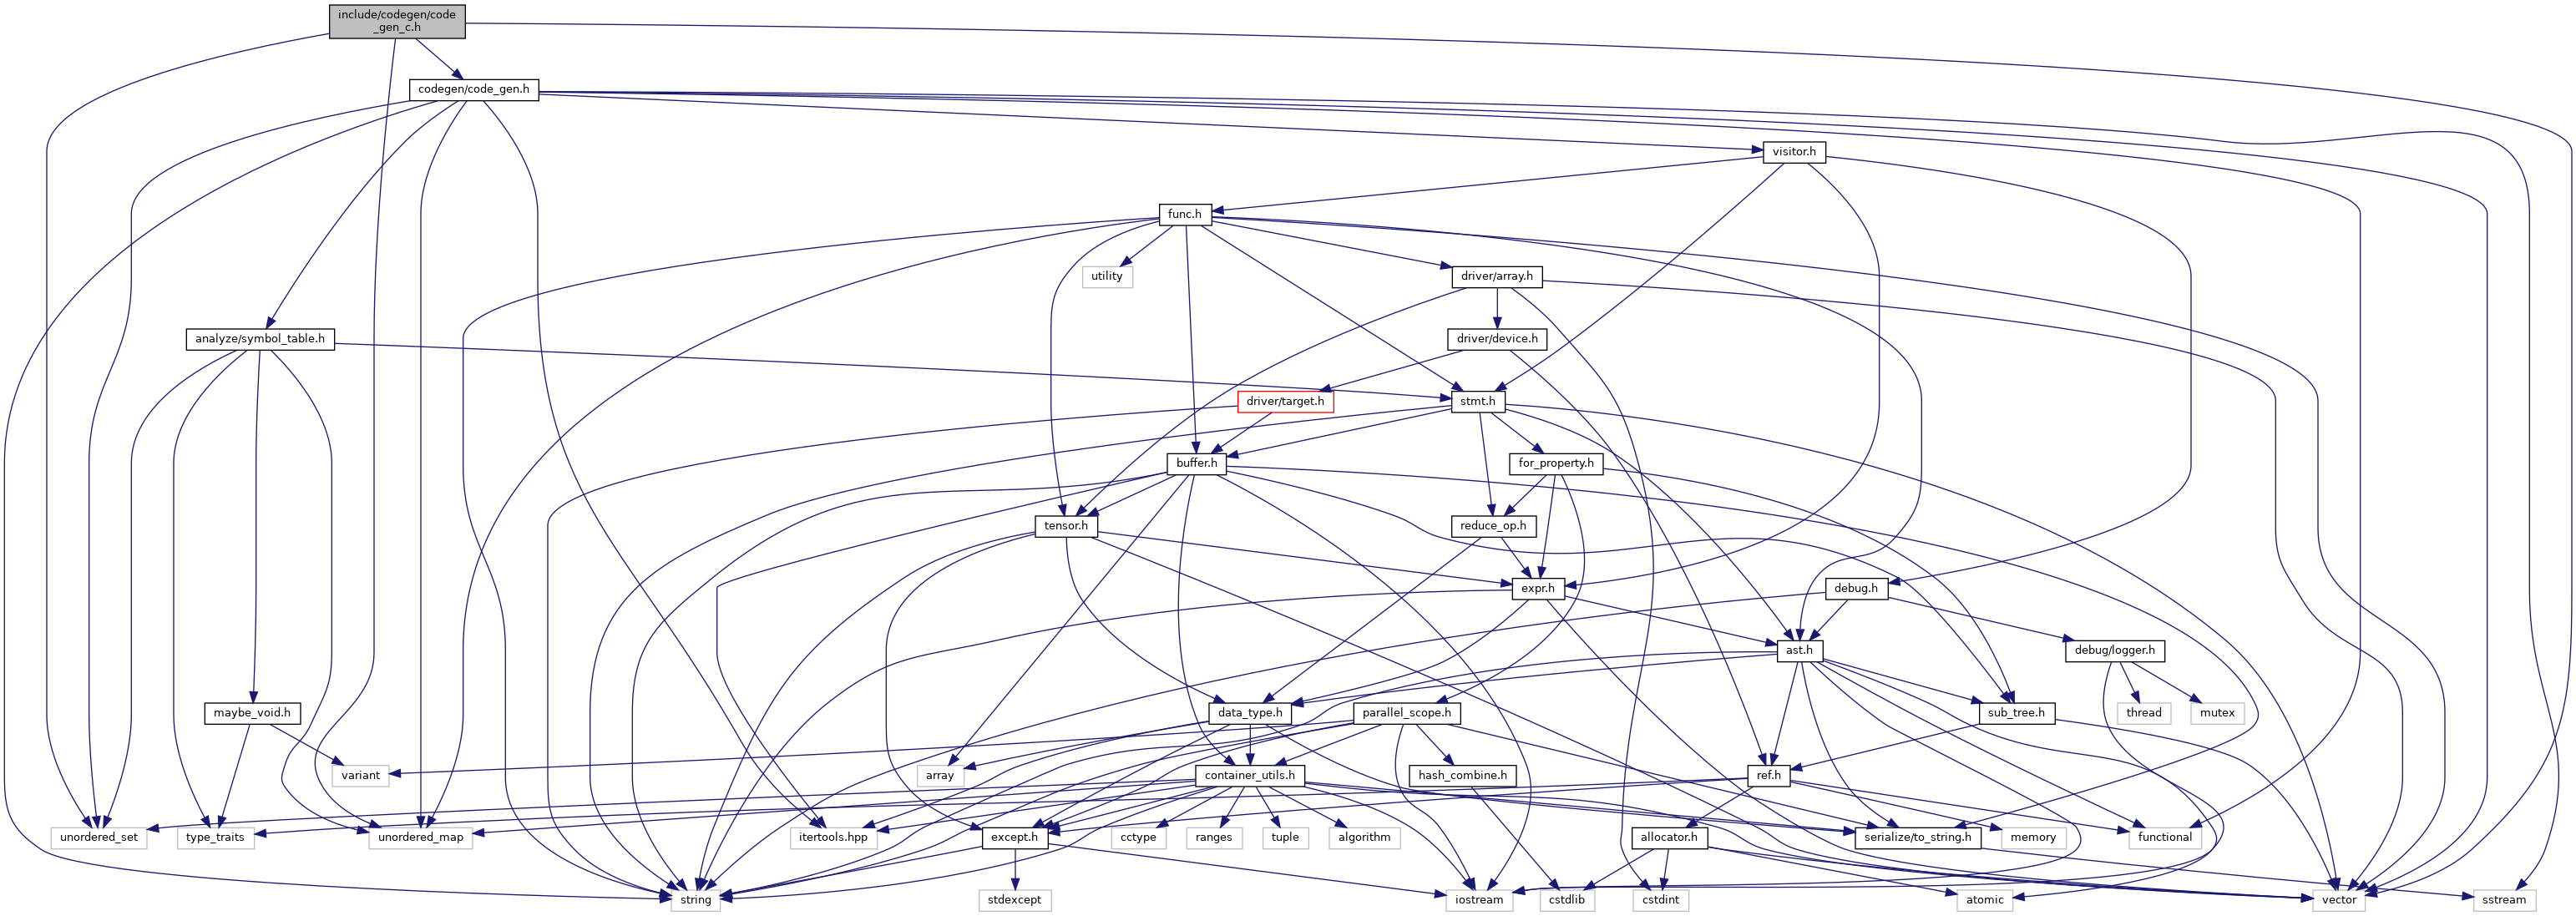 include/codegen/code
_gen_c.h
codegen/code_gen.h
visitor.h
func.h
utility
driver/array.h
analyze/symbol_table.h
driver/device.h
driver/target.h
stmt.h
buffer.h
for_property.h
tensor.h
reduce_op.h
expr.h
debug.h
ast.h
debug/logger.h
maybe_void.h
data_type.h
parallel_scope.h
sub_tree.h
thread
mutex
variant
array
container_utils.h
hash_combine.h
ref.h
unordered_set
type_traits
unordered_map
itertools.hpp
except.h
cctype
ranges
tuple
algorithm
allocator.h
serialize/to_string.h
memory
functional
string
stdexcept
iostream
cstdlib
cstdint
atomic
vector
sstream